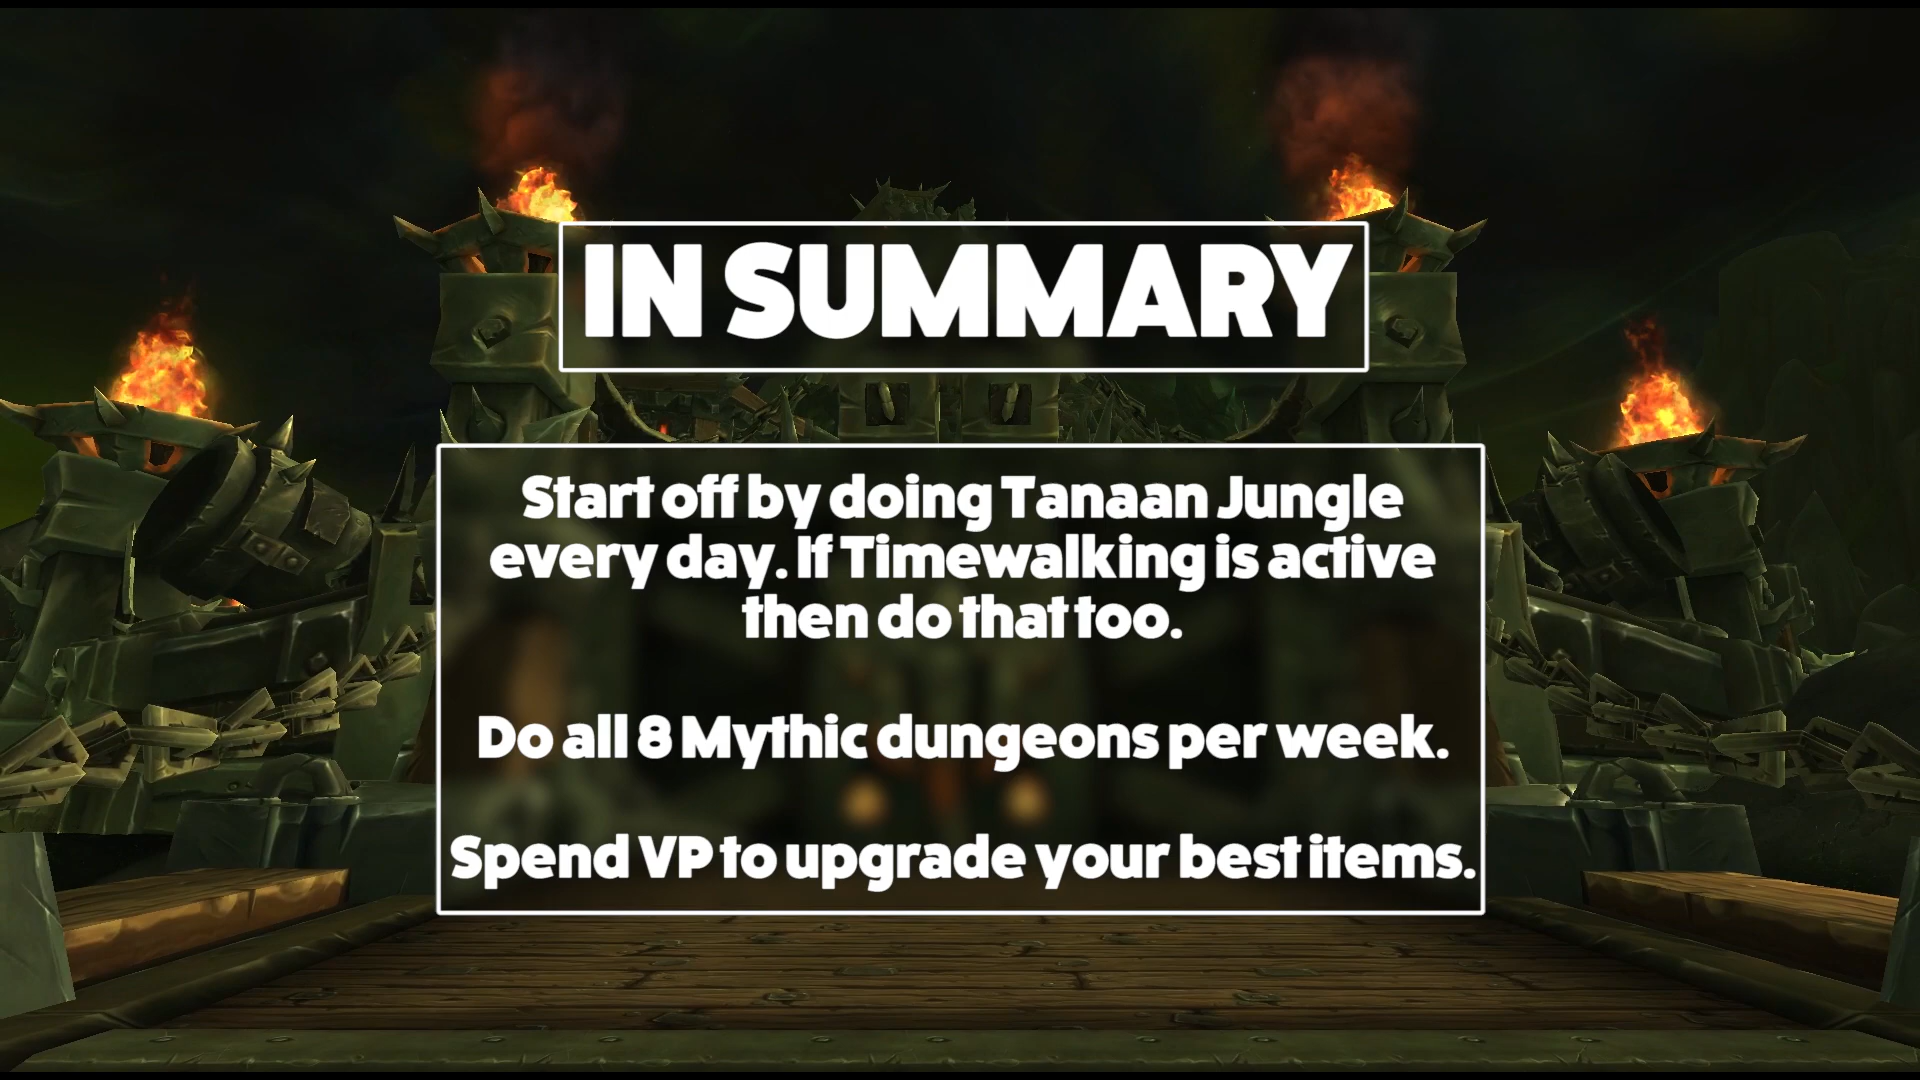 IN SUMMARY
Start off by doing Tanaan Jungle
every day. If Timewalking is active
then do that too.
Do all 8 Mythic dungeons per week.
Spend VP to upgrade your best items.